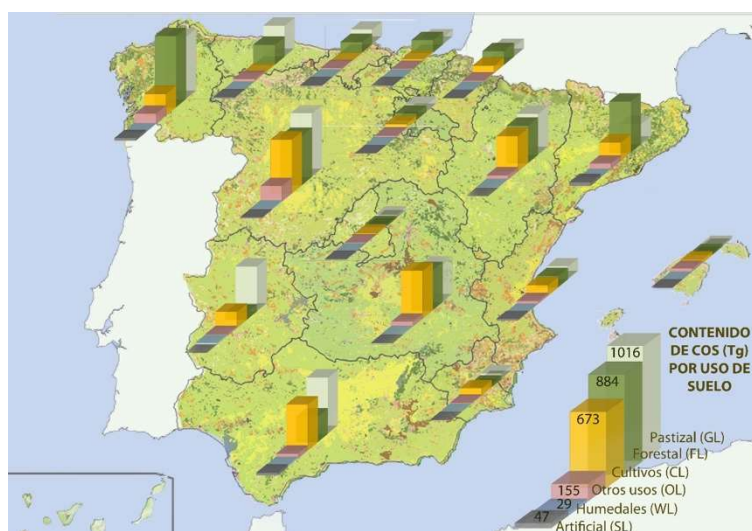 CONTENIDO
DE COS (Tg)
POR USO DE
SUELO
1016
884
673
Pastizal (GL)
Forestal (FL)
Cultivos (CL)
155 Otros usos (OL)
29 Humedales (WL)
47 Artificial (SL)